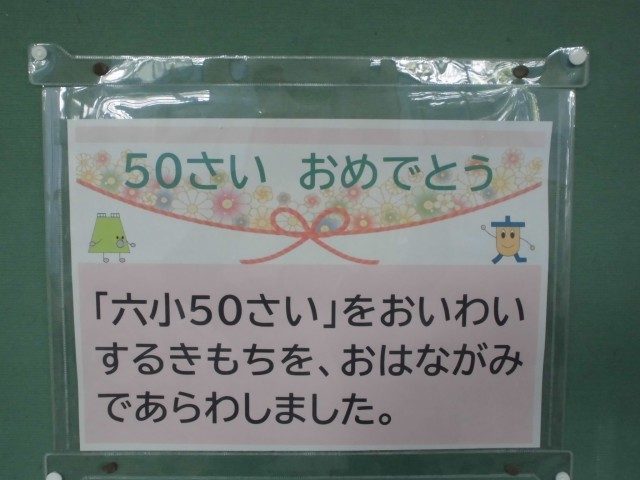 50さい おめでとう
「六小50さい」をおいわい
するきもちを、おはながみ
であらわしました。